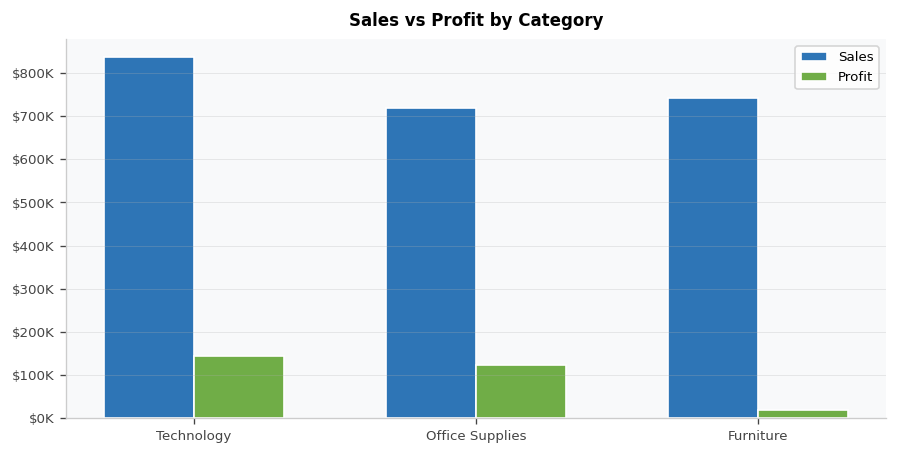 Sales vs Profit by Category
Sales
Profit
$800K
$700K
$600K
$500K
$400K
$300K
$200K
$100K
$0K
Technology
Office Supplies
Furniture